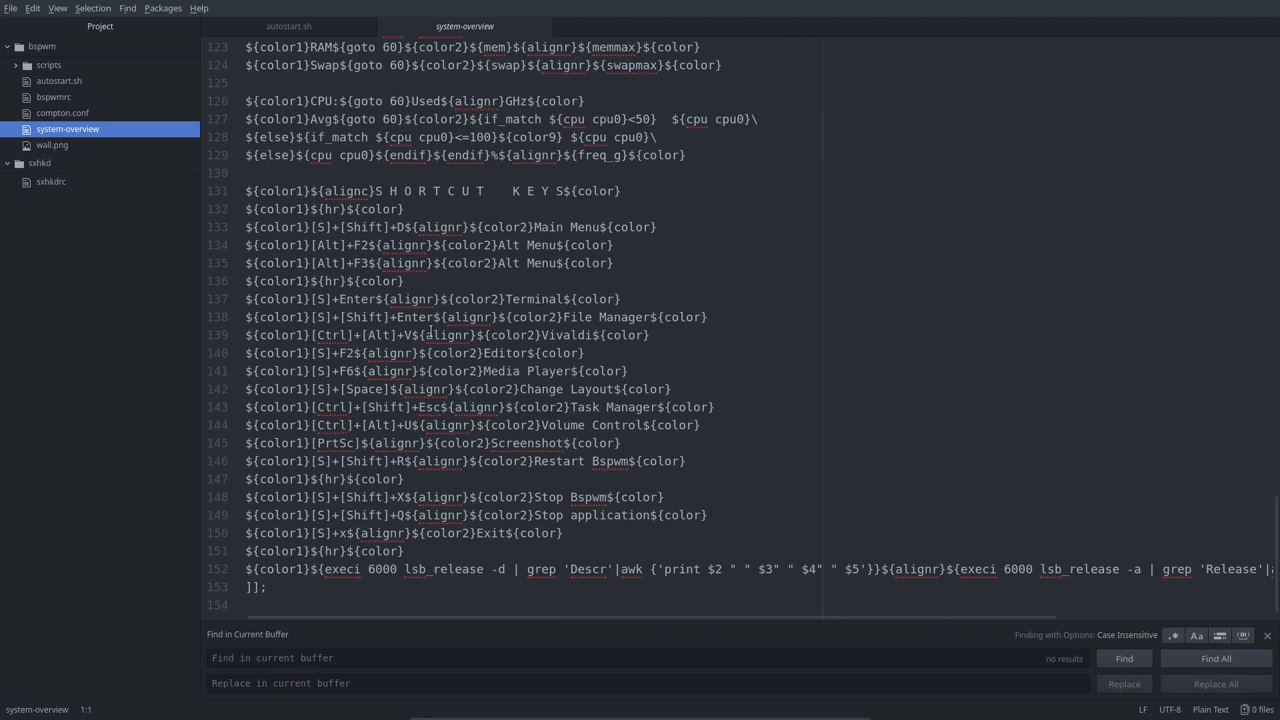 File Edit View Selection Find Packages Help
Project
autostart.sh
system-overview
bspwm
scripts
autostart.sh
bspwmrc
compton.conf
system-overview
wall.png
sxhkd
sxhkdrc
123 ${color1}RAM${goto 60}${color2}${mem}${alignr}${memmax}${color}
124 ${color1}Swap${goto 60}${color2}${swap}${alignr}${swapmax}${color}
125
126 ${color1}CPU:${goto 60}Used${alignr}GHz${color}
127 ${color1}Avg${goto 60}${color2}${if_match ${cpu cpu0}<50}  ${cpu cpu0}\
128 ${else}${if_match ${cpu cpu0}<=100}${color9} ${cpu cpu0}\
129 ${else}${cpu cpu0}${endif}${endif}%${alignr}${freq_g}${color}
130
131 ${color1}${alignc}S H O R T C U T    K E Y S${color}
132 ${color1}${hr}${color}
133 ${color1}[S]+[Shift]+D${alignr}${color2}Main Menu${color}
134 ${color1}[Alt]+F2${alignr}${color2}Alt Menu${color}
135 ${color1}[Alt]+F3${alignr}${color2}Alt Menu${color}
136 ${color1}${hr}${color}
137 ${color1}[S]+Enter${alignr}${color2}Terminal${color}
138 ${color1}[S]+[Shift]+Enter${alignr}${color2}File Manager${color}
139 ${color1}[Ctrl]+[Alt]+V${alignr}${color2}Vivaldi${color}
140 ${color1}[S]+F2${alignr}${color2}Editor${color}
141 ${color1}[S]+F6${alignr}${color2}Media Player${color}
142 ${color1}[S]+[Space]${alignr}${color2}Change Layout${color}
143 ${color1}[Ctrl]+[Shift]+Esc${alignr}${color2}Task Manager${color}
144 ${color1}[Ctrl]+[Alt]+U${alignr}${color2}Volume Control${color}
145 ${color1}[PrtSc]${alignr}${color2}Screenshot${color}
146 ${color1}[S]+[Shift]+R${alignr}${color2}Restart Bspwm${color}
147 ${color1}${hr}${color}
148 ${color1}[S]+[Shift]+X${alignr}${color2}Stop Bspwm${color}
149 ${color1}[S]+[Shift]+Q${alignr}${color2}Stop application${color}
150 ${color1}[S]+x${alignr}${color2}Exit${color}
151 ${color1}${hr}${color}
152 ${color1}${execi 6000 lsb_release -d | grep 'Descr'|awk {'print $2 " " $3" " $4" " $5'}}${alignr}${execi 6000 lsb_release -a | grep 'Release'|
153 ]];
154
Find in Current Buffer
Finding with Options: Case Insensitive
.* Aa
Find in current buffer
no results
Find
Find All
Replace in current buffer
Replace
Replace All
system-overview 1:1
LF UTF-8 Plain Text 0 files